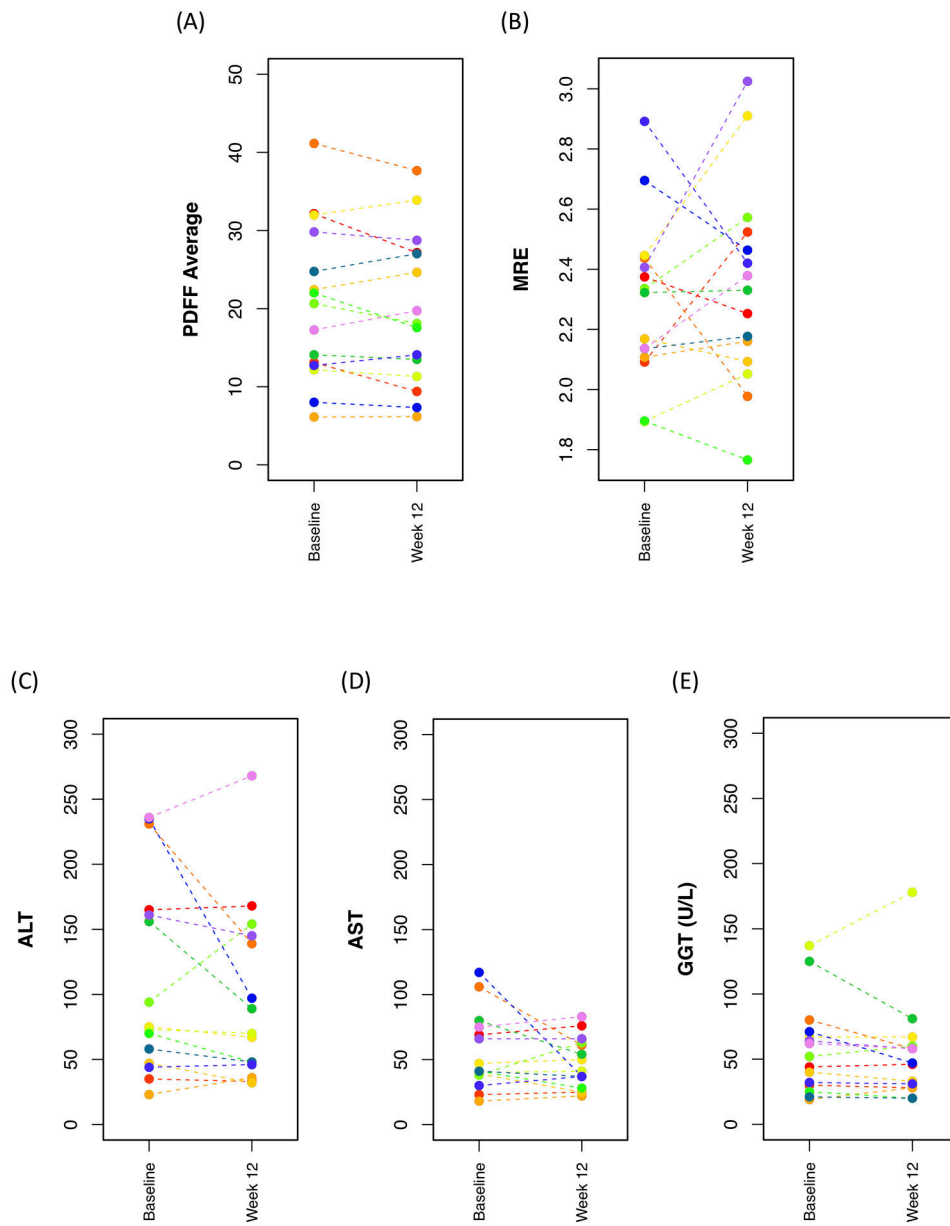 (A)
50
40
30
20
10
0
PDFF Average
Baseline
Week 12
(B)
3.0
2.8
2.6
2.4
2.2
2.0
1.8
MRE
Baseline
Week 12
(C)
300
250
200
150
100
50
0
ALT
Baseline
Week 12
(D)
300
250
200
150
100
50
0
AST
Baseline
Week 12
(E)
300
250
200
150
100
50
0
GGT (U/L)
Baseline
Week 12